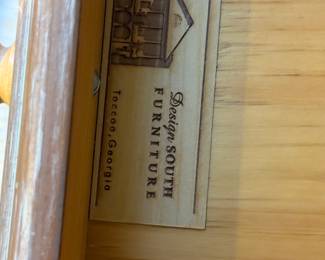 Design SOUTH
FURNITURE
Toccoa, Georgia